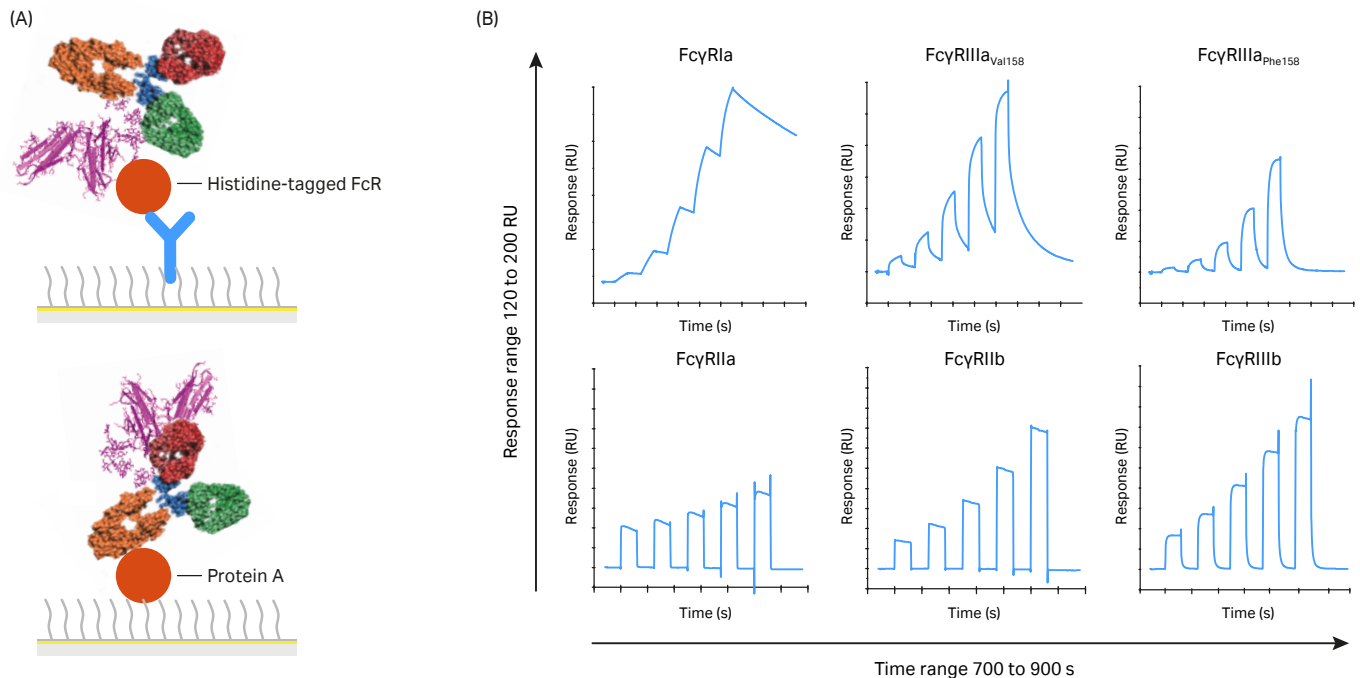 (A)
Histidine-tagged FcR
Protein A
(B)
Response range 120 to 200 RU
FcγRIa
Response (RU)
Time (s)
FcγRIIIaVal158
Response (RU)
Time (s)
FcγRIIIaPhe158
Response (RU)
Time (s)
FcγRIIa
Response (RU)
Time (s)
FcγRIIb
Response (RU)
Time (s)
FcγRIIIb
Response (RU)
Time (s)
Time range 700 to 900 s